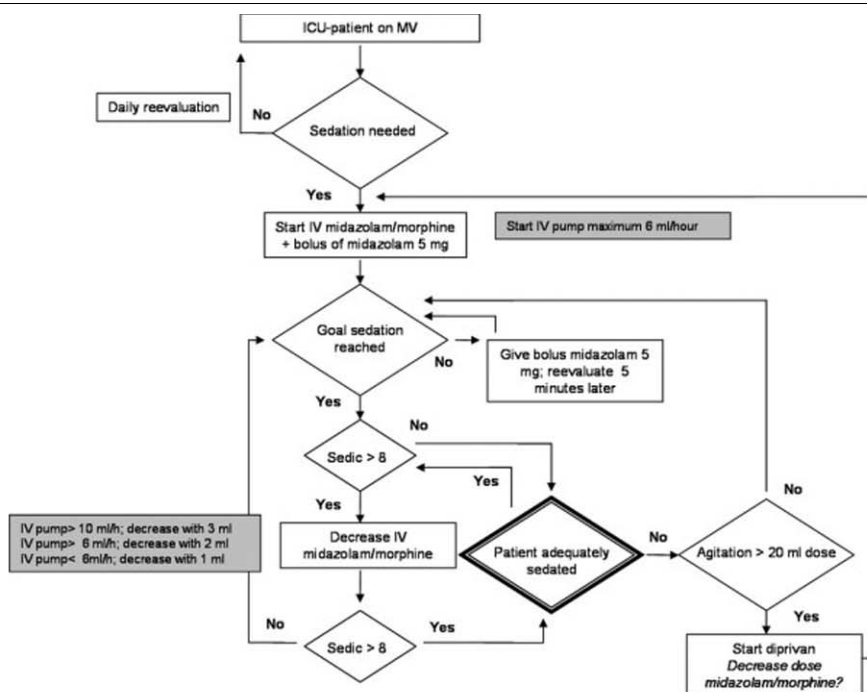 ICU-patient on MV
Daily reevaluation
No
Sedation needed
Yes
Start IV midazolam/morphine
+ bolus of midazolam 5 mg
Start IV pump maximum 6 ml/hour
Goal sedation
reached
No
Give bolus midazolam 5
mg; reevaluate 5
minutes later
Yes
No
Sedic > 8
Yes
Yes
No
IV pump> 10 ml/h; decrease with 3 ml
IV pump> 6 ml/h; decrease with 2 ml
IV pump< 6ml/h; decrease with 1 ml
Decrease IV
midazolam/morphine
Patient adequately
sedated
No
Agitation > 20 ml dose
No
Sedic > 8
Yes
Yes
Start diprivan
Decrease dose
midazolam/morphine?